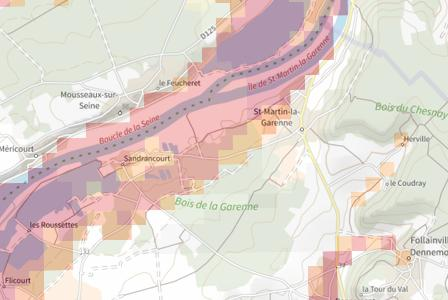 D125
le Feucheret
Île de St-Martin-la-Garenne
Mousseaux-sur-
Seine
Boucle de la Seine
St-Martin-la-
Garenne
Bois du Chesnay
Herville
Méricourt
Sandrancourt
le Coudray
Bois de la Garenne
les Roussettes
Follainvill
Dennemo
Flicourt
la Tour du Val